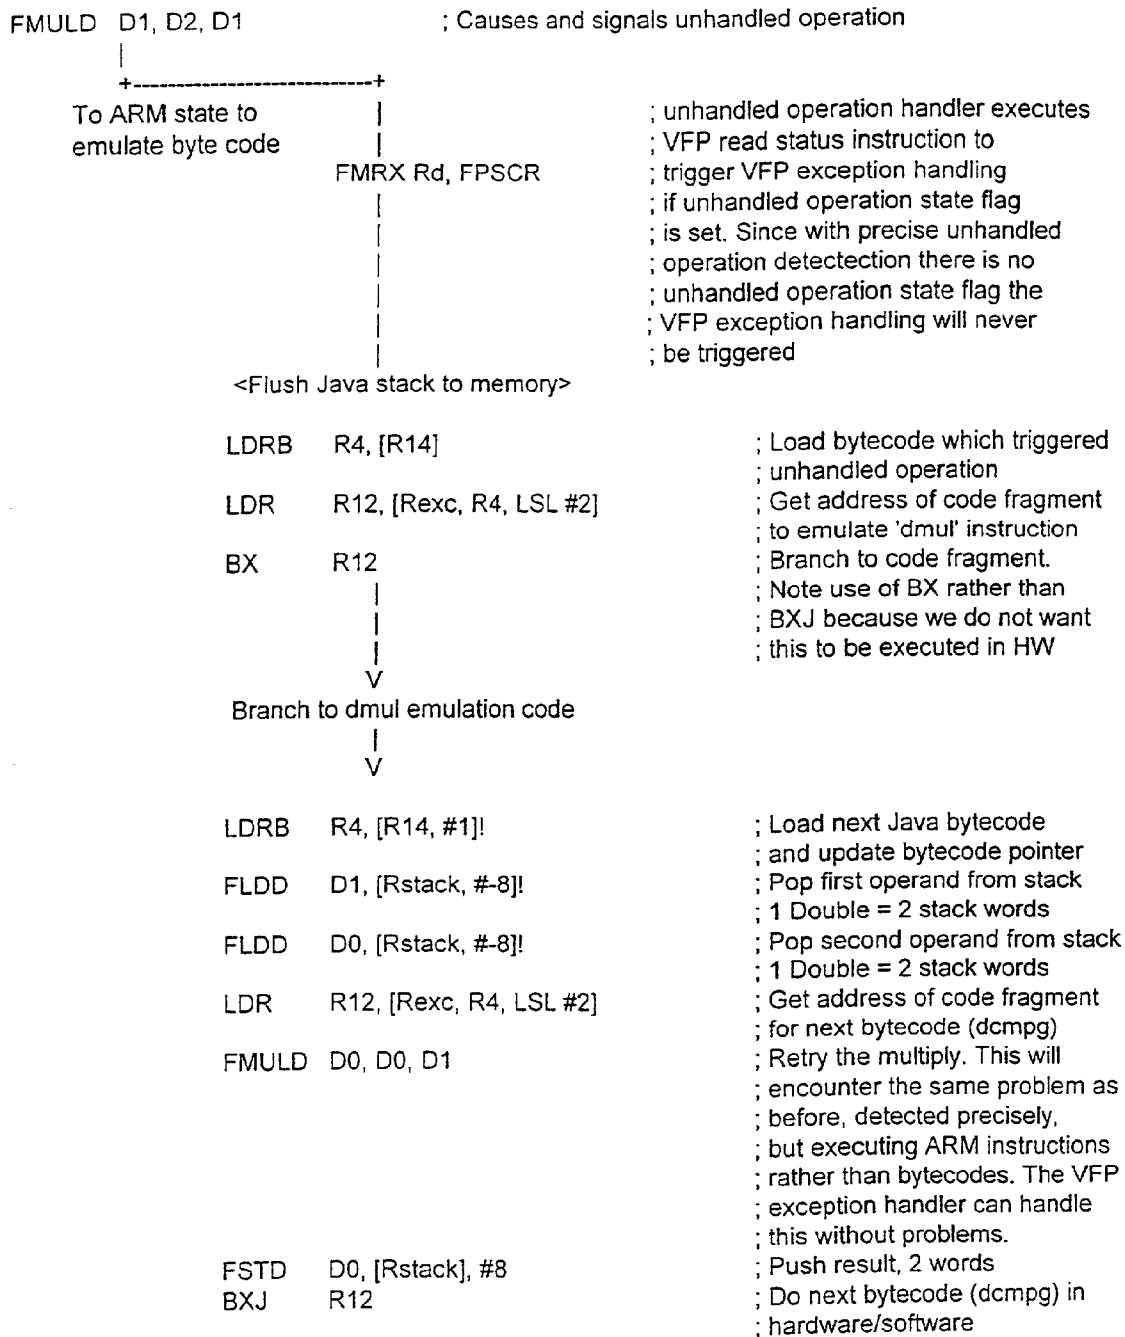 FMULD D1, D2, D1 ; Causes and signals unhandled operation
To ARM state to ; unhandled operation handler executes
emulate byte code ; VFP read status instruction to
FMRX Rd, FPSCR ; trigger VFP exception handling
; if unhandled operation state flag
; is set. Since with precise unhandled
; operation detectection there is no
; unhandled operation state flag the
; VFP exception handling will never
; be triggered
<Flush Java stack to memory>
LDRB R4, [R14] ; Load bytecode which triggered
; unhandled operation
LDR R12, [Rexc, R4, LSL #2] ; Get address of code fragment
; to emulate 'dmul' instruction
BX R12 ; Branch to code fragment.
; Note use of BX rather than
; BXJ because we do not want
; this to be executed in HW
V
Branch to dmul emulation code
V
LDRB R4, [R14, #1]! ; Load next Java bytecode
; and update bytecode pointer
FLDD D1, [Rstack, #-8]! ; Pop first operand from stack
; 1 Double = 2 stack words
FLDD D0, [Rstack, #-8]! ; Pop second operand from stack
; 1 Double = 2 stack words
LDR R12, [Rexc, R4, LSL #2] ; Get address of code fragment
; for next bytecode (dcmpg)
FMULD D0, D0, D1 ; Retry the multiply. This will
; encounter the same problem as
; before, detected precisely,
; but executing ARM instructions
; rather than bytecodes. The VFP
; exception handler can handle
; this without problems.
FSTD D0, [Rstack], #8 ; Push result, 2 words
BXJ R12 ; Do next bytecode (dcmpg) in
; hardware/software